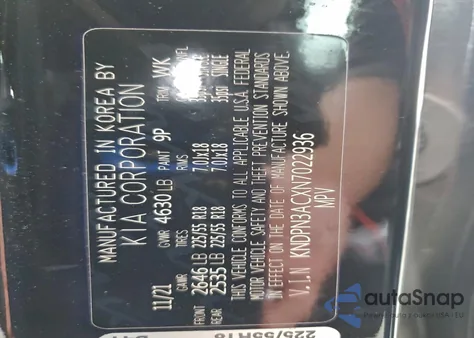 MANUFACTURED IN KOREA BY
KIA CORPORATION
11/21 GVWR 4630 LB PAINT 9P TRIM WK
GAWR TIRES RIMS
FRONT 2646 LB 225/55 R18 7.0Jx18 SINGLE
REAR 2535 LB 225/55 R18 7.0Jx18 SINGLE
THIS VEHICLE CONFORMS TO ALL APPLICABLE U.S.A. FEDERAL
MOTOR VEHICLE SAFETY AND THEFT PREVENTION STANDARDS
IN EFFECT ON THE DATE OF MANUFACTURE SHOWN ABOVE.
V.I.N KNDPN3ACXN7022936
MPV
225/55R18
autoSnap